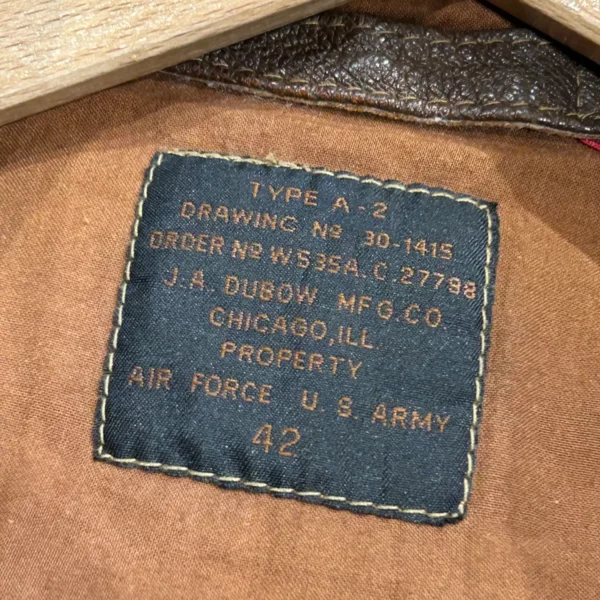 TYPE A-2
DRAWING No 30-1415
ORDER No W.535A.C.27798
J.A. DUBOW MFG.CO.
CHICAGO,ILL.
PROPERTY
AIR FORCE U.S. ARMY
42